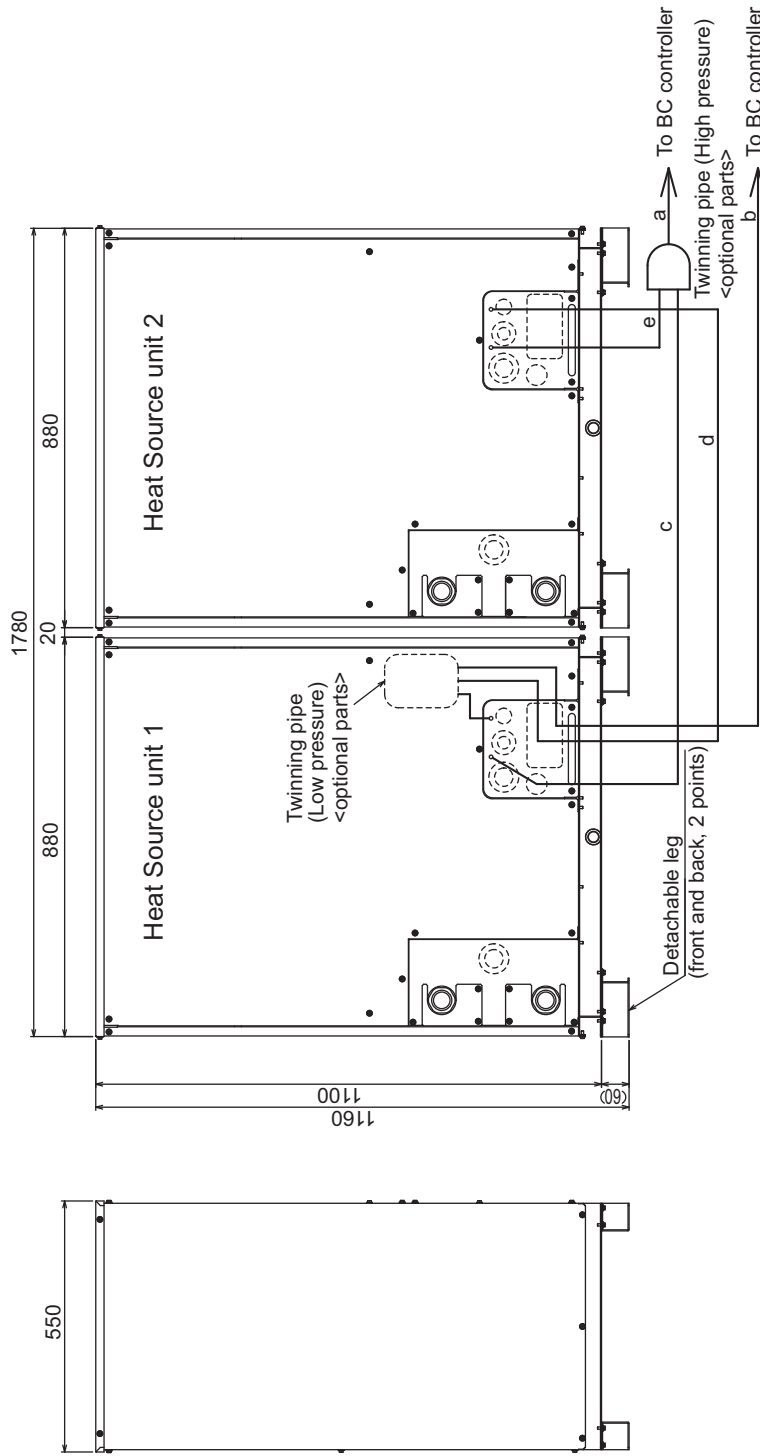 1780
880
20
880
Heat Source unit 1
Heat Source unit 2
Twinning pipe
(Low pressure)
<optional parts>
Detachable leg
(front and back, 2 points)
a
To BC controller
Twinning pipe (High pressure)
<optional parts>
b
To BC controller
c
d
e
1100
1160
(60)
550